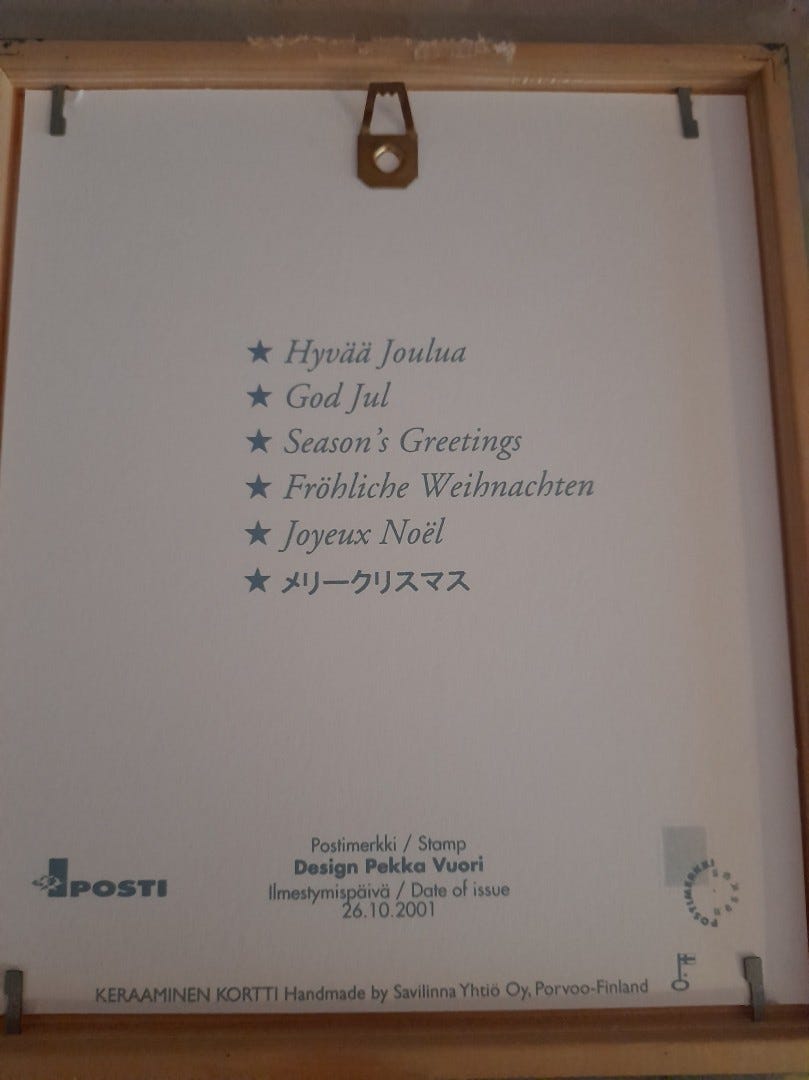 ★ Hyvää Joulua
★ God Jul
★ Season's Greetings
★ Fröhliche Weihnachten
★ Joyeux Noël
★ メリークリスマス
POSTI
Postimerkki / Stamp
Design Pekka Vuori
Ilmestymispäivä / Date of issue
26.10.2001
POSTIMERKKI
KERAAMINEN KORTTI Handmade by Savilinna Yhtiö Oy, Porvoo-Finland